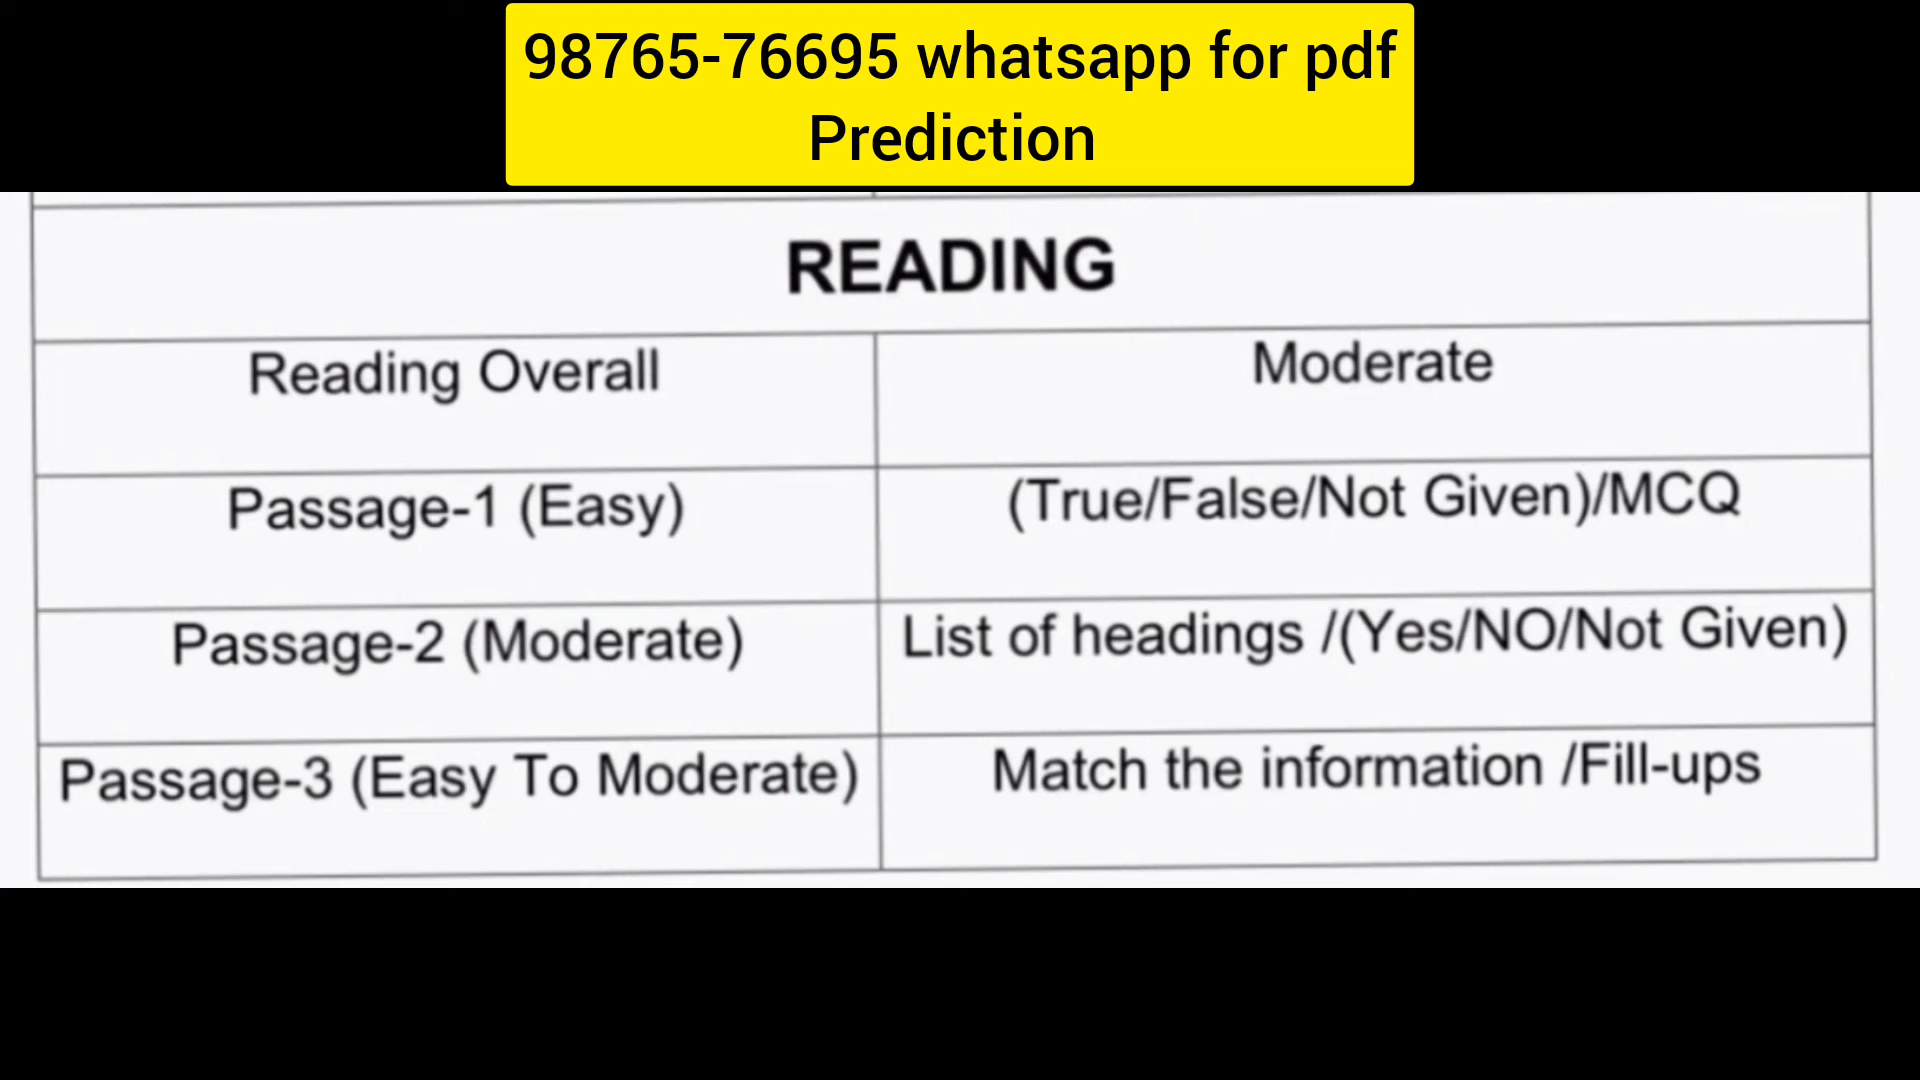 98765-76695 whatsapp for pdf
Prediction
READING
Reading Overall
Moderate
Passage-1 (Easy)
(True/False/Not Given)/MCQ
Passage-2 (Moderate)
List of headings /(Yes/NO/Not Given)
Passage-3 (Easy To Moderate)
Match the information /Fill-ups